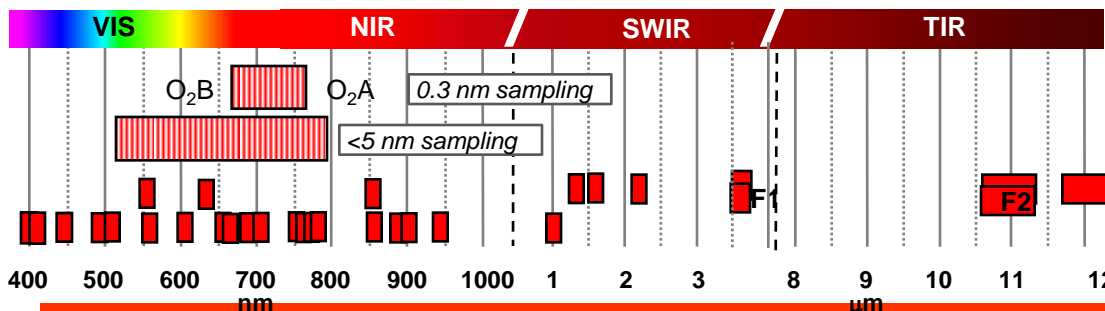 VIS NIR SWIR TIR
O₂B O₂A 0.3 nm sampling
<5 nm sampling
F1
F2
400 500 600 700 800 900 1000 1 2 3 8 9 10 11 12
nm µm